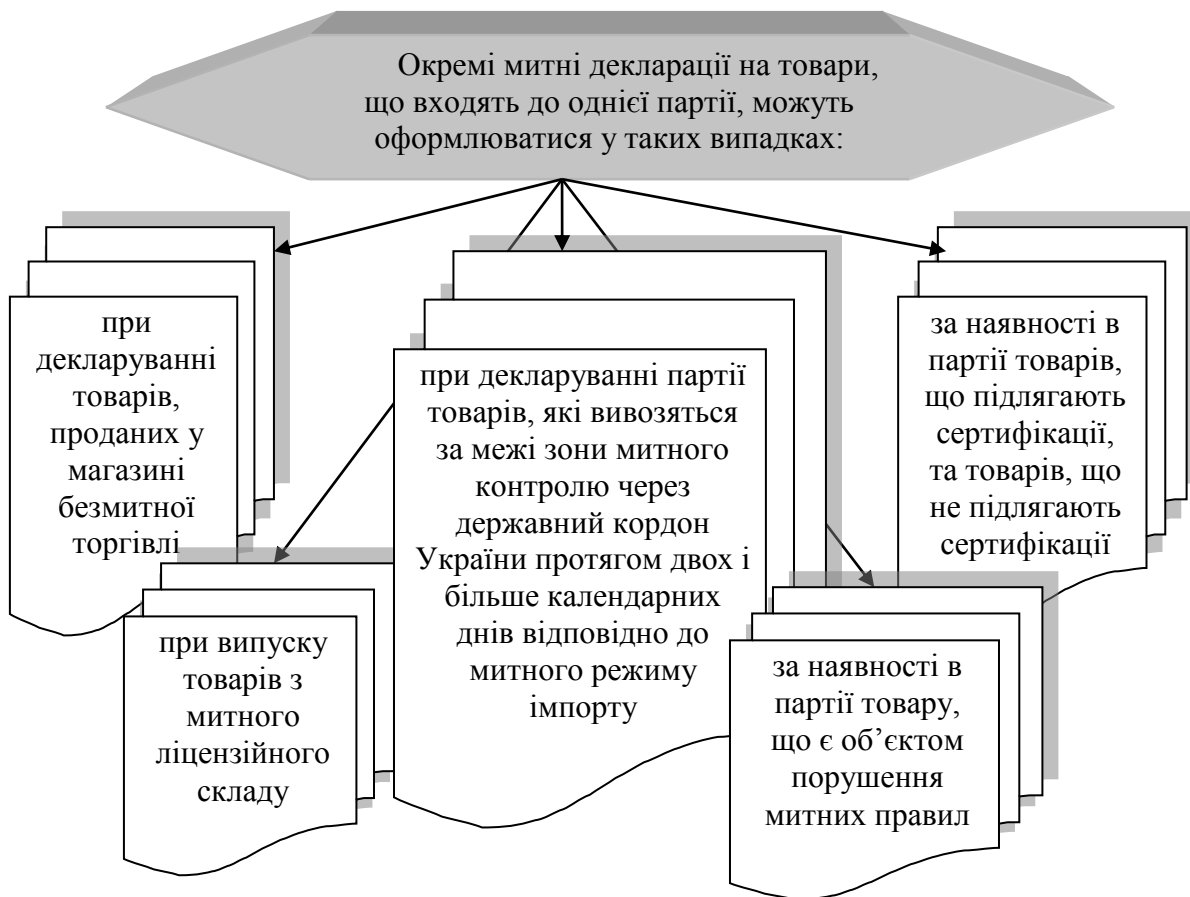 Окремі митні декларації на товари,
що входять до однієї партії, можуть
оформлюватися у таких випадках:
при
декларуванні
товарів,
проданих у
магазині
безмитної
торгівлі
при випуску
товарів з
митного
ліцензійного
складу
при декларуванні партії
товарів, які вивозяться
за межі зони митного
контролю через
державний кордон
України протягом двох і
більше календарних
днів відповідно до
митного режиму
імпорту
за наявності в
партії товару,
що є об’єктом
порушення
митних правил
за наявності в
партії товарів,
що підлягають
сертифікації,
та товарів, що
не підлягають
сертифікації